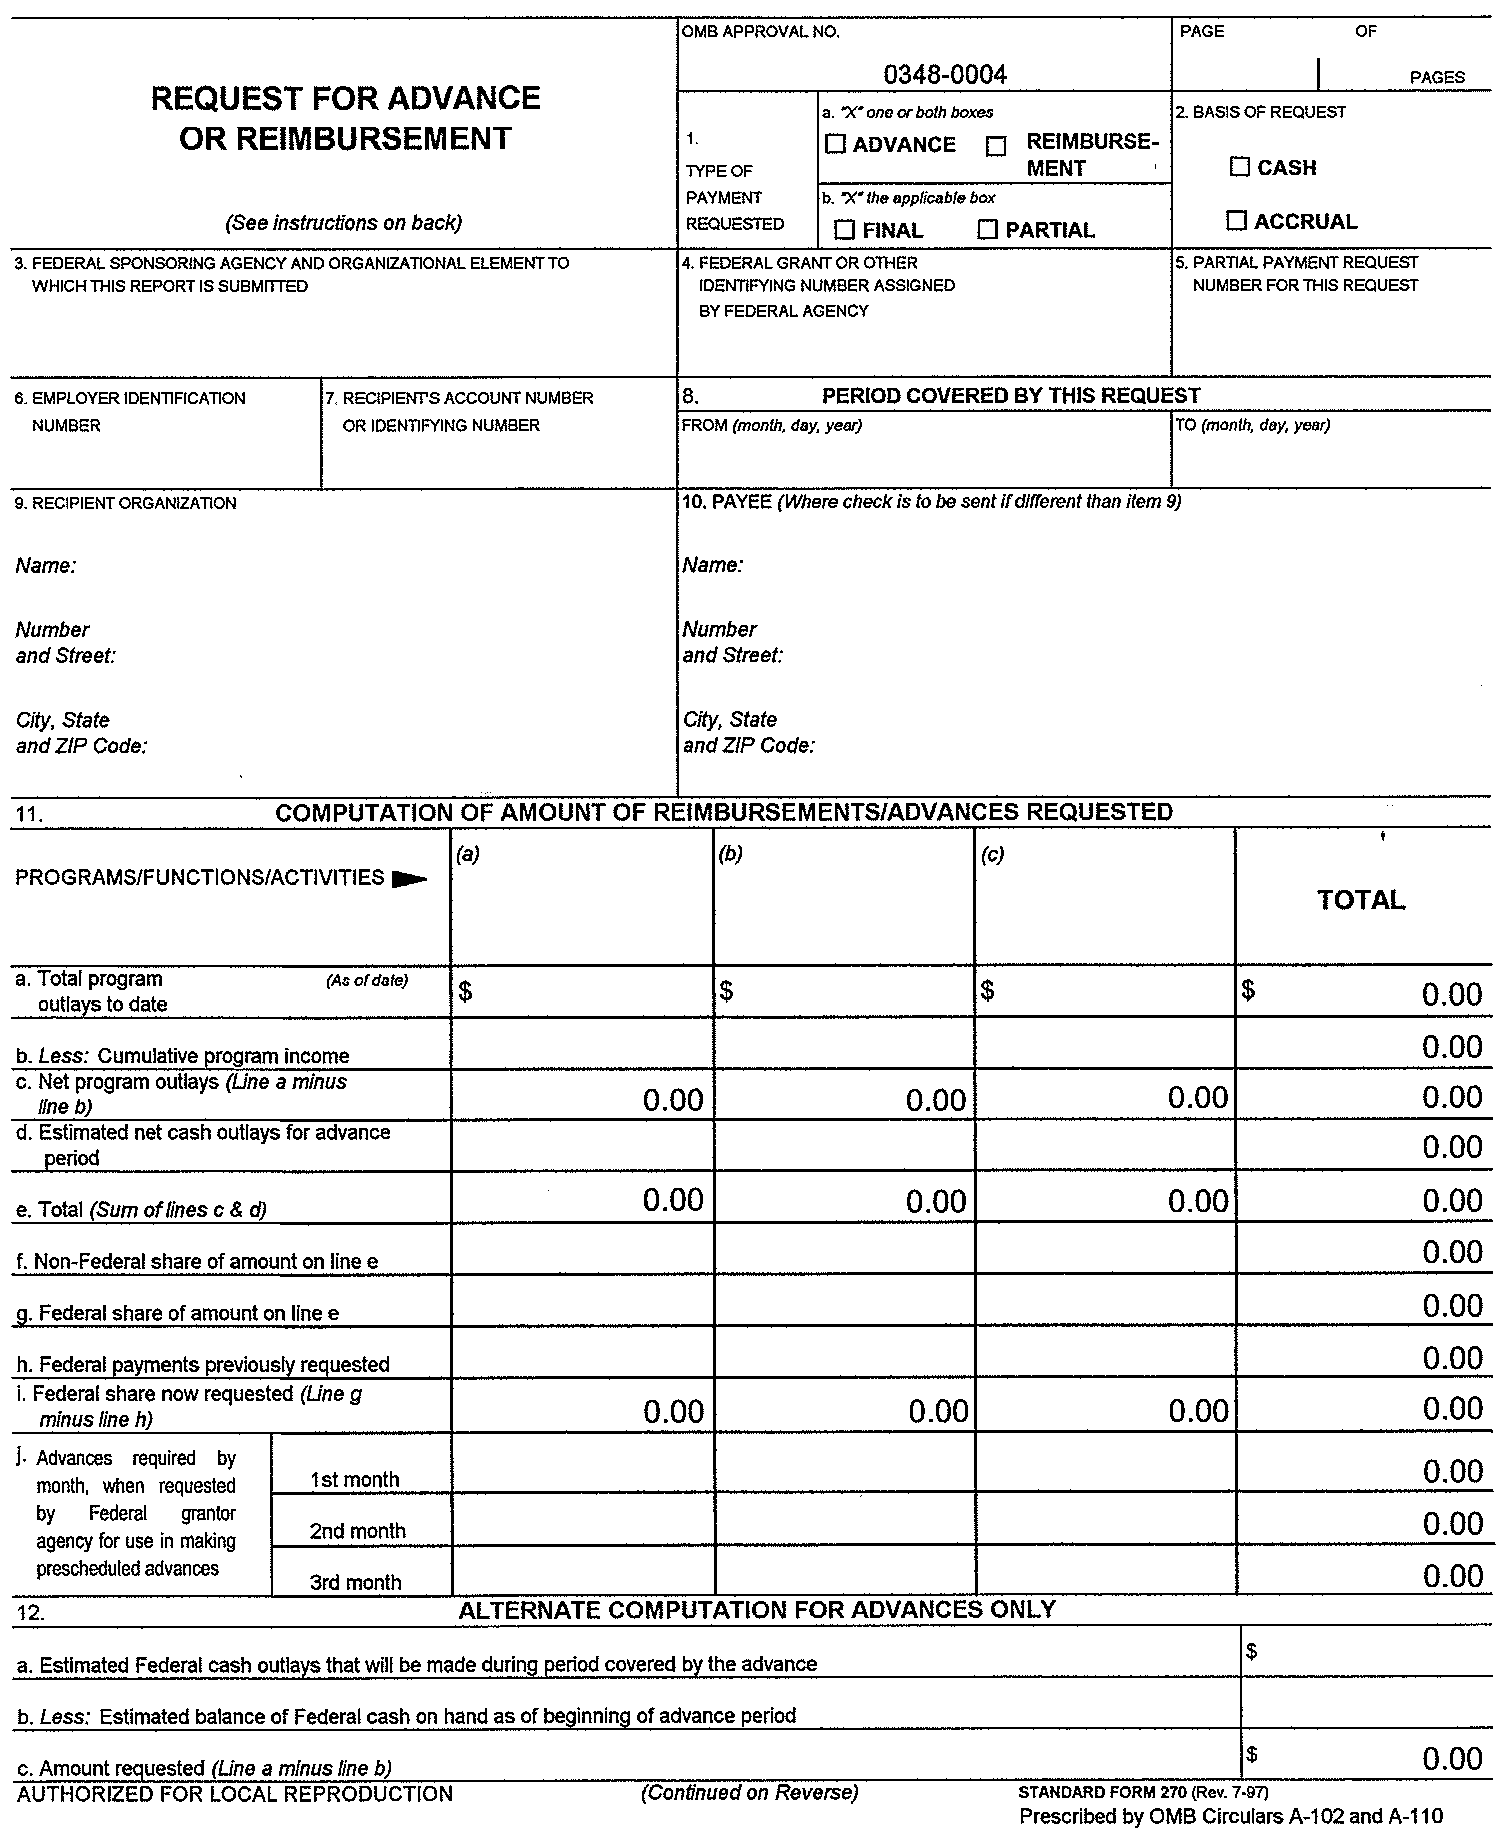 REQUEST FOR ADVANCE
OR REIMBURSEMENT
(See instructions on back)
OMB APPROVAL NO.
0348-0004
PAGE OF
PAGES
1.
TYPE OF
PAYMENT
REQUESTED
a. "X" one or both boxes
ADVANCE REIMBURSE-
MENT
b. "X" the applicable box
FINAL PARTIAL
2. BASIS OF REQUEST
CASH
ACCRUAL
3. FEDERAL SPONSORING AGENCY AND ORGANIZATIONAL ELEMENT TO
WHICH THIS REPORT IS SUBMITTED
4. FEDERAL GRANT OR OTHER
IDENTIFYING NUMBER ASSIGNED
BY FEDERAL AGENCY
5. PARTIAL PAYMENT REQUEST
NUMBER FOR THIS REQUEST
6. EMPLOYER IDENTIFICATION
NUMBER
7. RECIPIENT'S ACCOUNT NUMBER
OR IDENTIFYING NUMBER
8. PERIOD COVERED BY THIS REQUEST
FROM (month, day, year)
TO (month, day, year)
9. RECIPIENT ORGANIZATION
Name:
Number
and Street:
City, State
and ZIP Code:
10. PAYEE (Where check is to be sent if different than item 9)
Name:
Number
and Street:
City, State
and ZIP Code:
11. COMPUTATION OF AMOUNT OF REIMBURSEMENTS/ADVANCES REQUESTED
PROGRAMS/FUNCTIONS/ACTIVITIES
(a) (b) (c)
TOTAL
a. Total program (As of date)
outlays to date
$ $ $ $ 0.00
b. Less: Cumulative program income 0.00
c. Net program outlays (Line a minus
line b) 0.00 0.00 0.00 0.00
d. Estimated net cash outlays for advance
period 0.00
e. Total (Sum of lines c & d) 0.00 0.00 0.00 0.00
f. Non-Federal share of amount on line e 0.00
g. Federal share of amount on line e 0.00
h. Federal payments previously requested 0.00
i. Federal share now requested (Line g
minus line h) 0.00 0.00 0.00 0.00
j. Advances required by
month, when requested
by Federal grantor
agency for use in making
prescheduled advances
1st month 0.00
2nd month 0.00
3rd month 0.00
12. ALTERNATE COMPUTATION FOR ADVANCES ONLY
a. Estimated Federal cash outlays that will be made during period covered by the advance $
b. Less: Estimated balance of Federal cash on hand as of beginning of advance period
c. Amount requested (Line a minus line b) $ 0.00
AUTHORIZED FOR LOCAL REPRODUCTION (Continued on Reverse) STANDARD FORM 270 (Rev. 7-97)
Prescribed by OMB Circulars A-102 and A-110